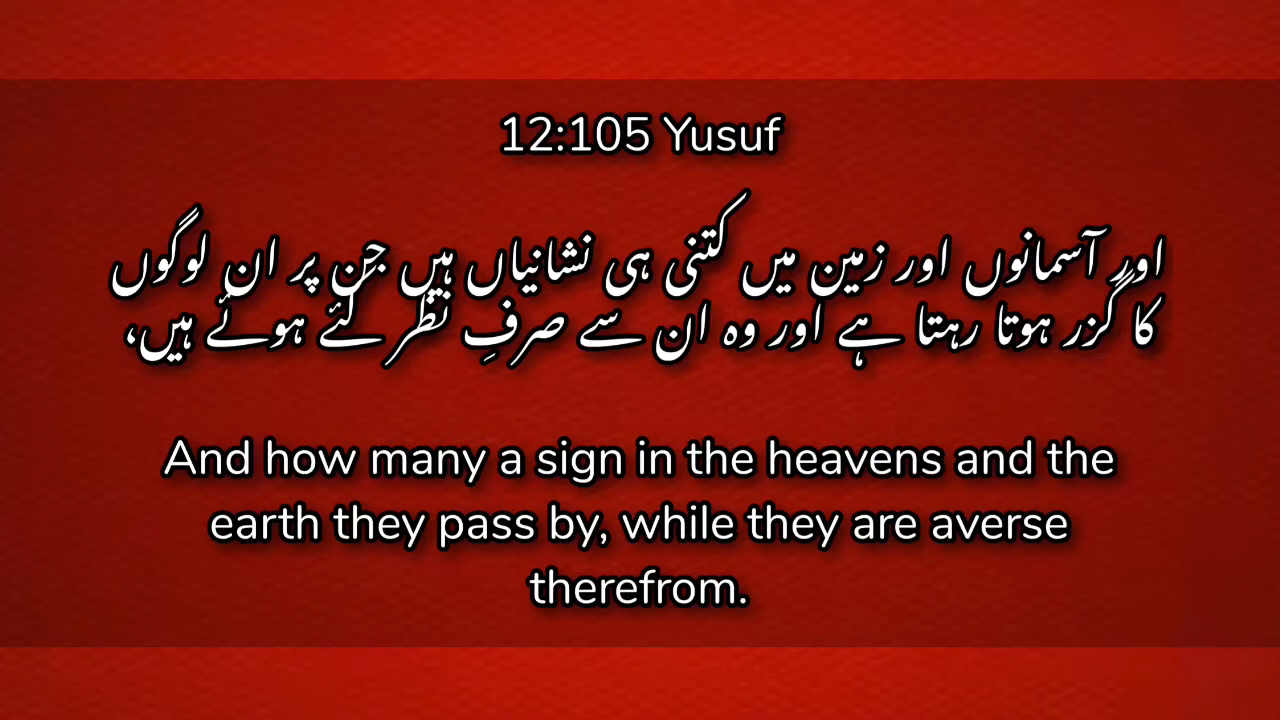 12:105 Yusuf
اور آسمانوں اور زمین میں کتنی ہی نشانیاں ہیں جن پر ان لوگوں
کا گزر ہوتا رہتا ہے اور وہ ان سے صرفِ نظر کئے ہوئے ہیں،
And how many a sign in the heavens and the
earth they pass by, while they are averse
therefrom.